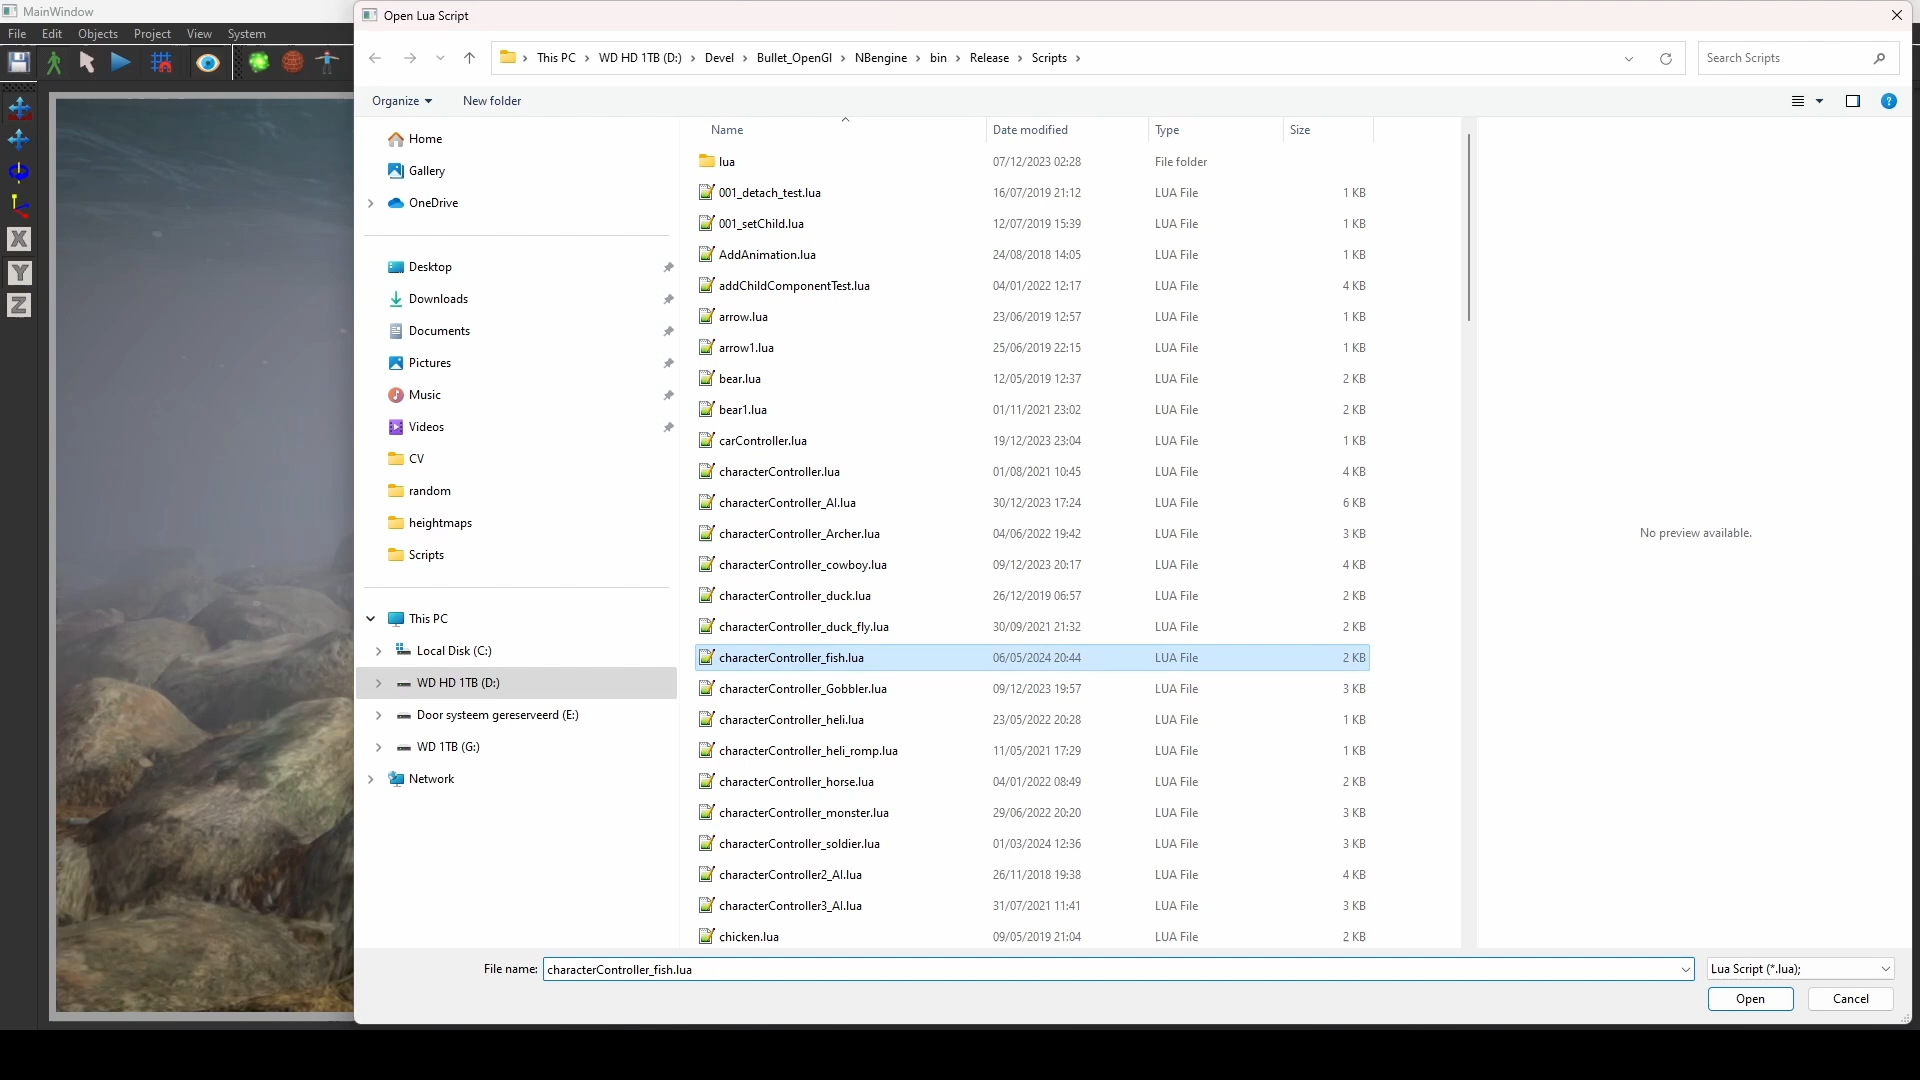 MainWindow
File Edit Objects Project View System
X
Y
Z
Open Lua Script
This PC WD HD 1TB (D:) Devel Bullet_OpenGl NBengine bin Release Scripts
Search Scripts
Organize New folder
Home
Gallery
OneDrive
Desktop
Downloads
Documents
Pictures
Music
Videos
CV
random
heightmaps
Scripts
This PC
Local Disk (C:)
WD HD 1TB (D:)
Door systeem gereserveerd (E:)
WD 1TB (G:)
Network
Name Date modified Type Size
lua 07/12/2023 02:28 File folder
001_detach_test.lua 16/07/2019 21:12 LUA File 1 KB
001_setChild.lua 12/07/2019 15:39 LUA File 1 KB
AddAnimation.lua 24/08/2018 14:05 LUA File 1 KB
addChildComponentTest.lua 04/01/2022 12:17 LUA File 4 KB
arrow.lua 23/06/2019 12:57 LUA File 1 KB
arrow1.lua 25/06/2019 22:15 LUA File 1 KB
bear.lua 12/05/2019 12:37 LUA File 2 KB
bear1.lua 01/11/2021 23:02 LUA File 2 KB
carController.lua 19/12/2023 23:04 LUA File 1 KB
characterController.lua 01/08/2021 10:45 LUA File 4 KB
characterController_AI.lua 30/12/2023 17:24 LUA File 6 KB
characterController_Archer.lua 04/06/2022 19:42 LUA File 3 KB
characterController_cowboy.lua 09/12/2023 20:17 LUA File 4 KB
characterController_duck.lua 26/12/2019 06:57 LUA File 2 KB
characterController_duck_fly.lua 30/09/2021 21:32 LUA File 2 KB
characterController_fish.lua 06/05/2024 20:44 LUA File 2 KB
characterController_Gobbler.lua 09/12/2023 19:57 LUA File 3 KB
characterController_heli.lua 23/05/2022 20:28 LUA File 1 KB
characterController_heli_romp.lua 11/05/2021 17:29 LUA File 1 KB
characterController_horse.lua 04/01/2022 08:49 LUA File 2 KB
characterController_monster.lua 29/06/2022 20:20 LUA File 3 KB
characterController_soldier.lua 01/03/2024 12:36 LUA File 3 KB
characterController2_AI.lua 26/11/2018 19:38 LUA File 4 KB
characterController3_AI.lua 31/07/2021 11:41 LUA File 3 KB
chicken.lua 09/05/2019 21:04 LUA File 2 KB
No preview available.
File name: characterController_fish.lua Lua Script (*.lua);
Open Cancel